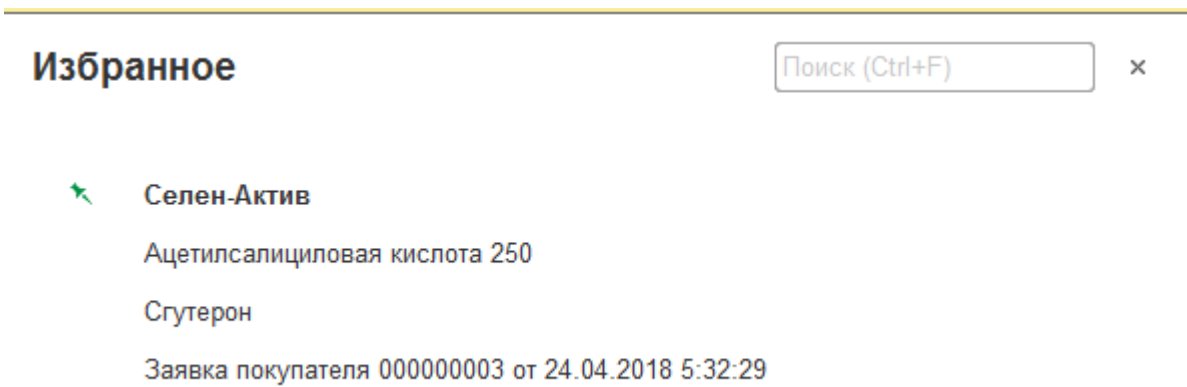 Избранное
Поиск (Ctrl+F)
×
Селен-Актив
Ацетилсалициловая кислота 250
Сгутерон
Заявка покупателя 000000003 от 24.04.2018 5:32:29